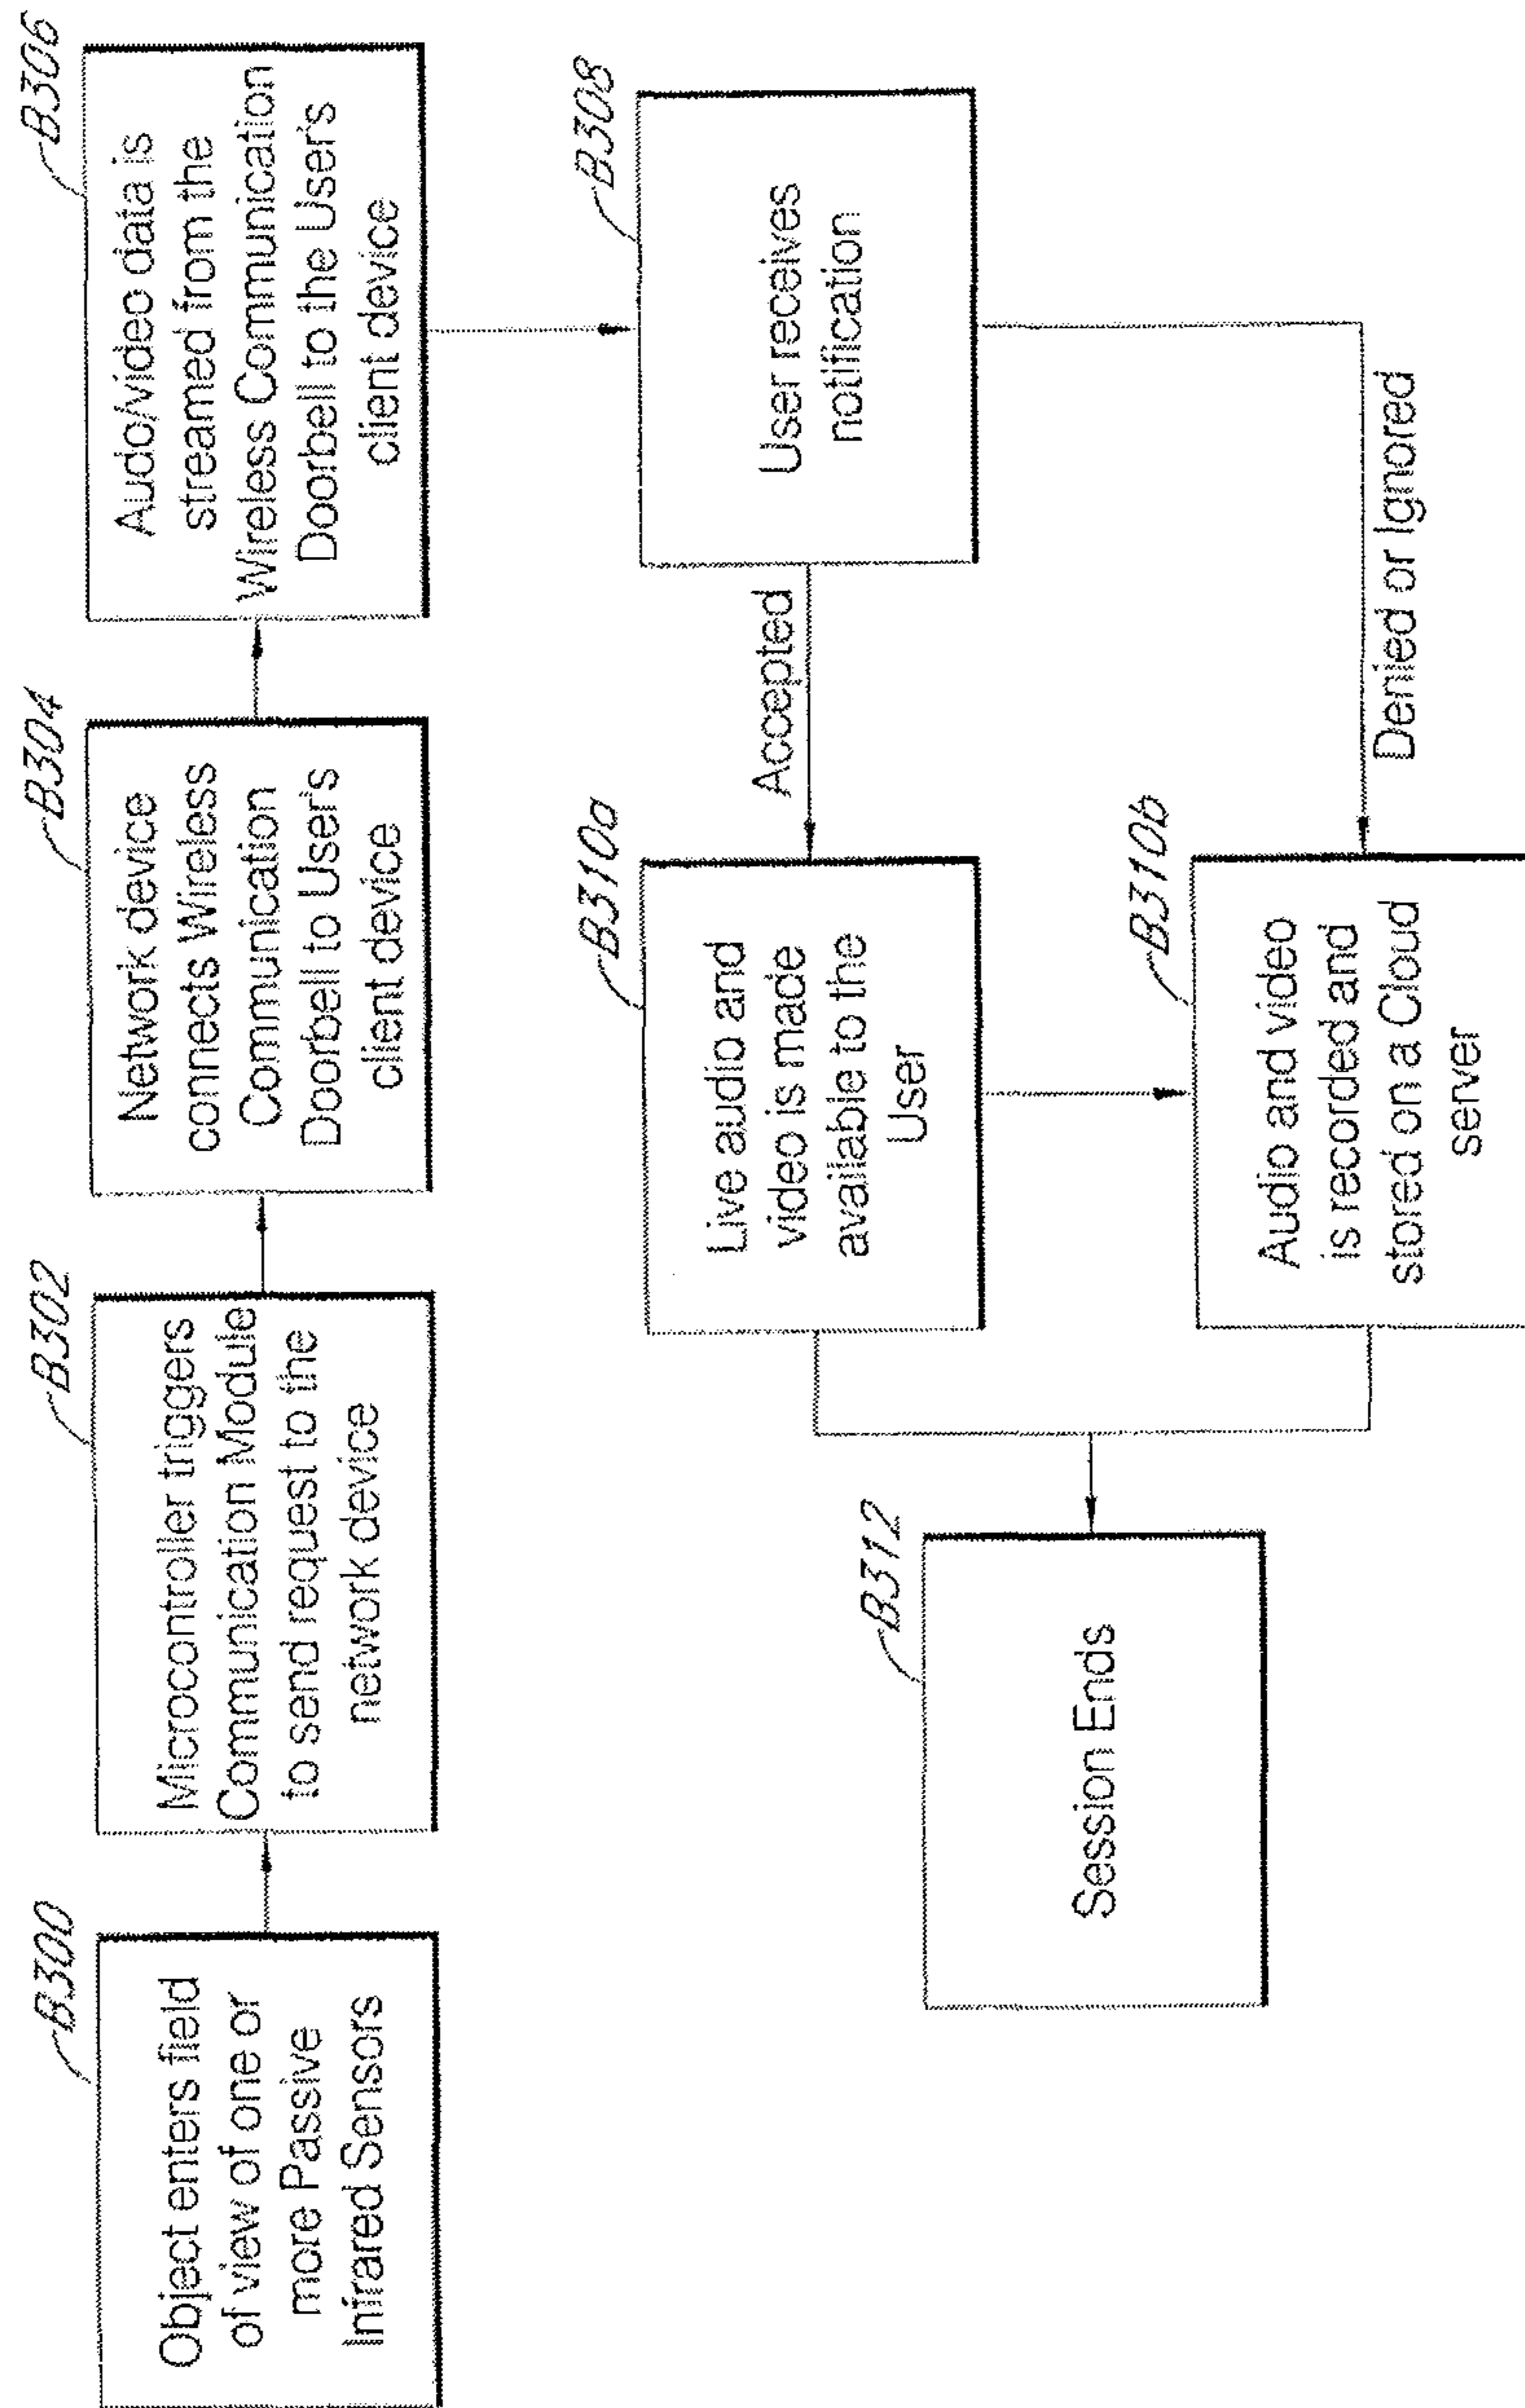 B300
Object enters field
of view of one or
more Passive
Infrared Sensors
B302
Microcontroller triggers
Communication Module
to send request to the
network device
B304
Network device
connects Wireless
Communication
Doorbell to User's
client device
B306
Audo/video data is
streamed from the
Wireless Communication
Doorbell to the User's
client device
B308
User receives
notification
Accepted
Denied or Ignored
B310a
Live audio and
video is made
available to the
User
B310b
Audio and video
is recorded and
stored on a Cloud
server
B312
Session Ends